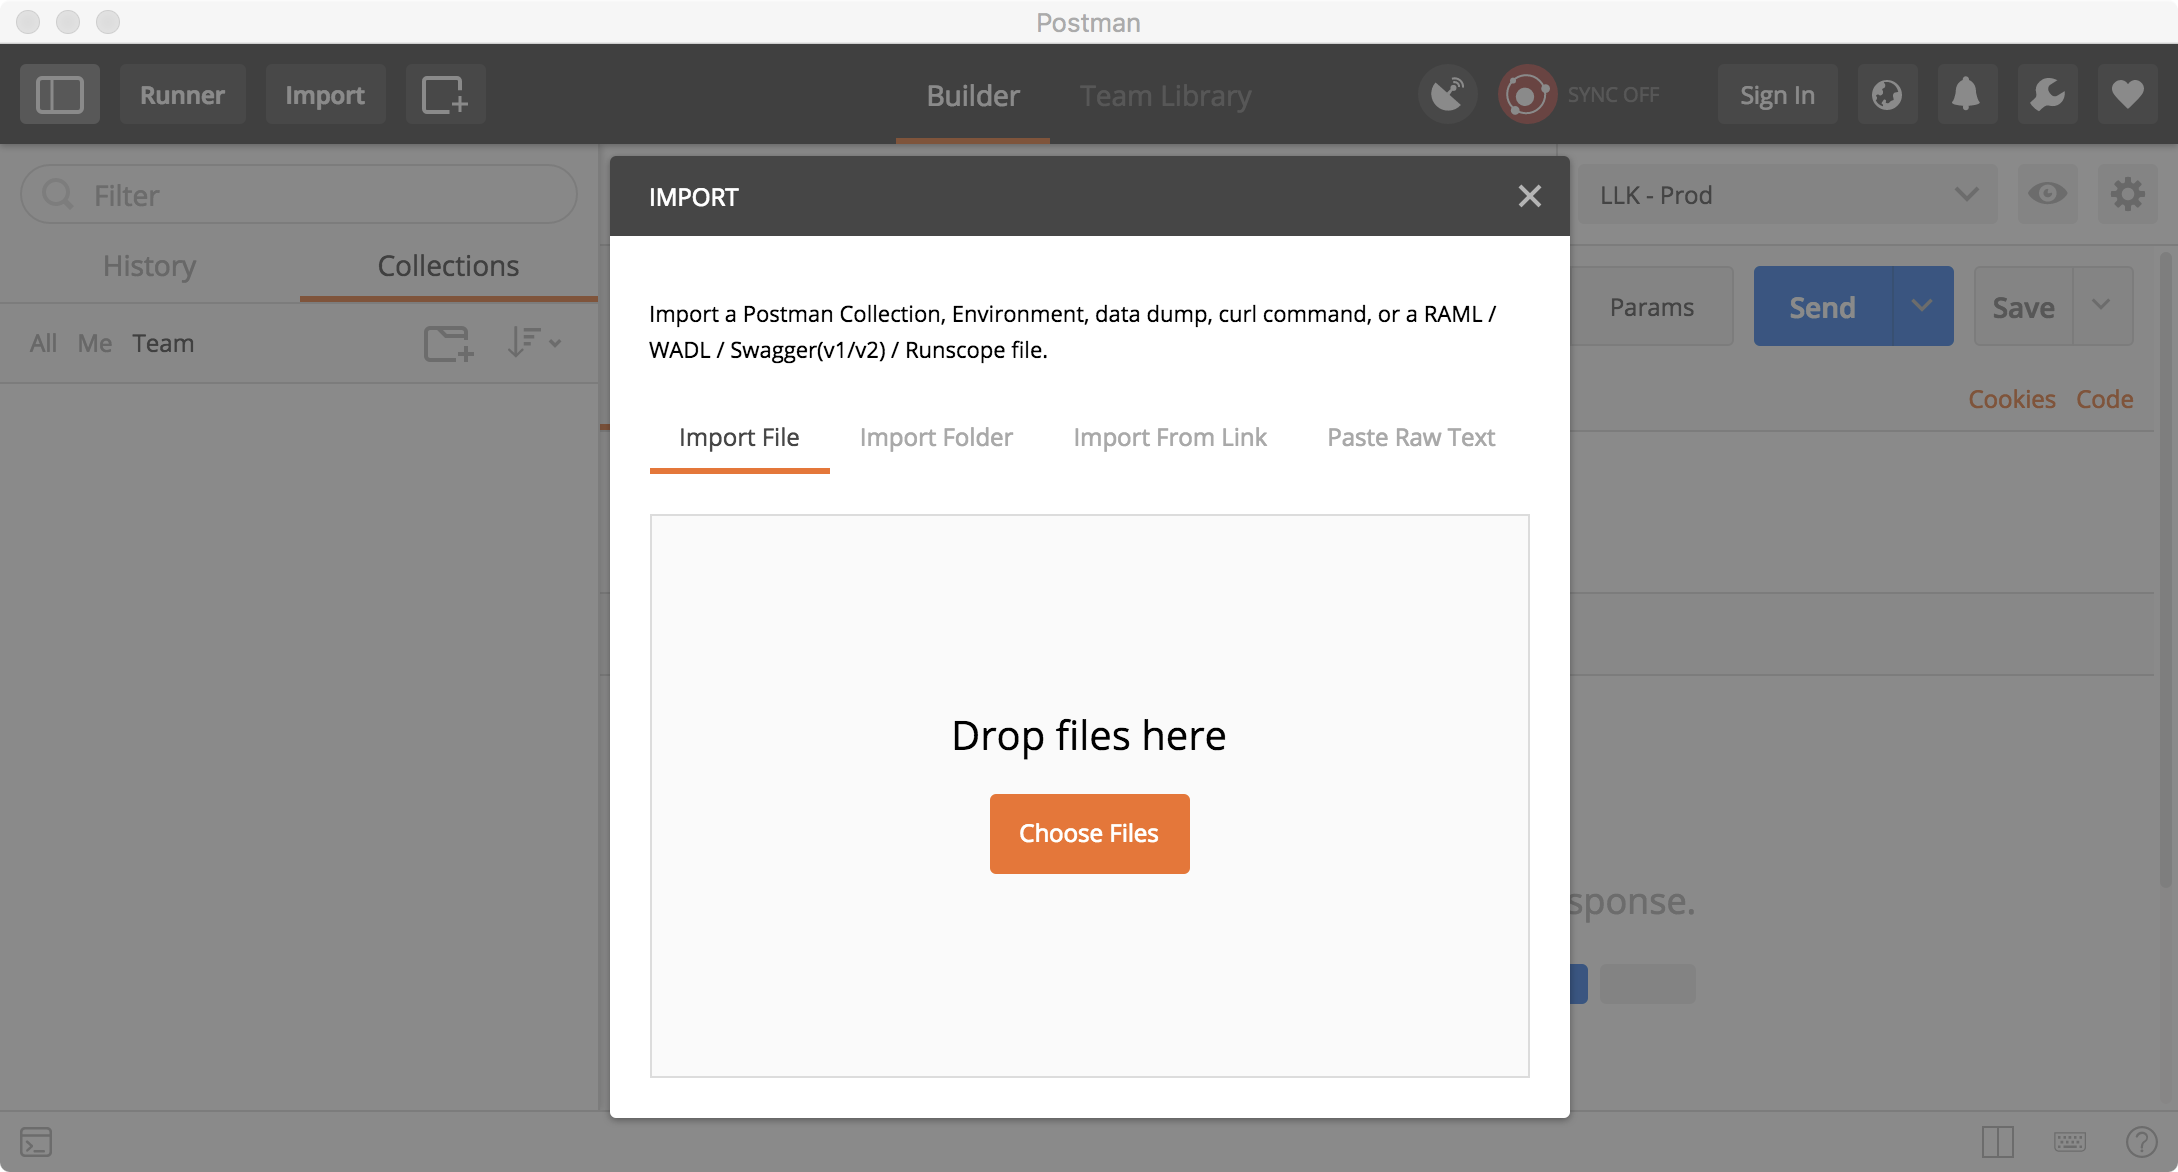 Postman
Runner
Import
Builder
Team Library
SYNC OFF
Sign In
Filter
History
Collections
All Me Team
IMPORT
Import a Postman Collection, Environment, data dump, curl command, or a RAML /
WADL / Swagger(v1/v2) / Runscope file.
Import File
Import Folder
Import From Link
Paste Raw Text
Drop files here
Choose Files
LLK - Prod
Params
Send
Save
Cookies
Code
sponse.